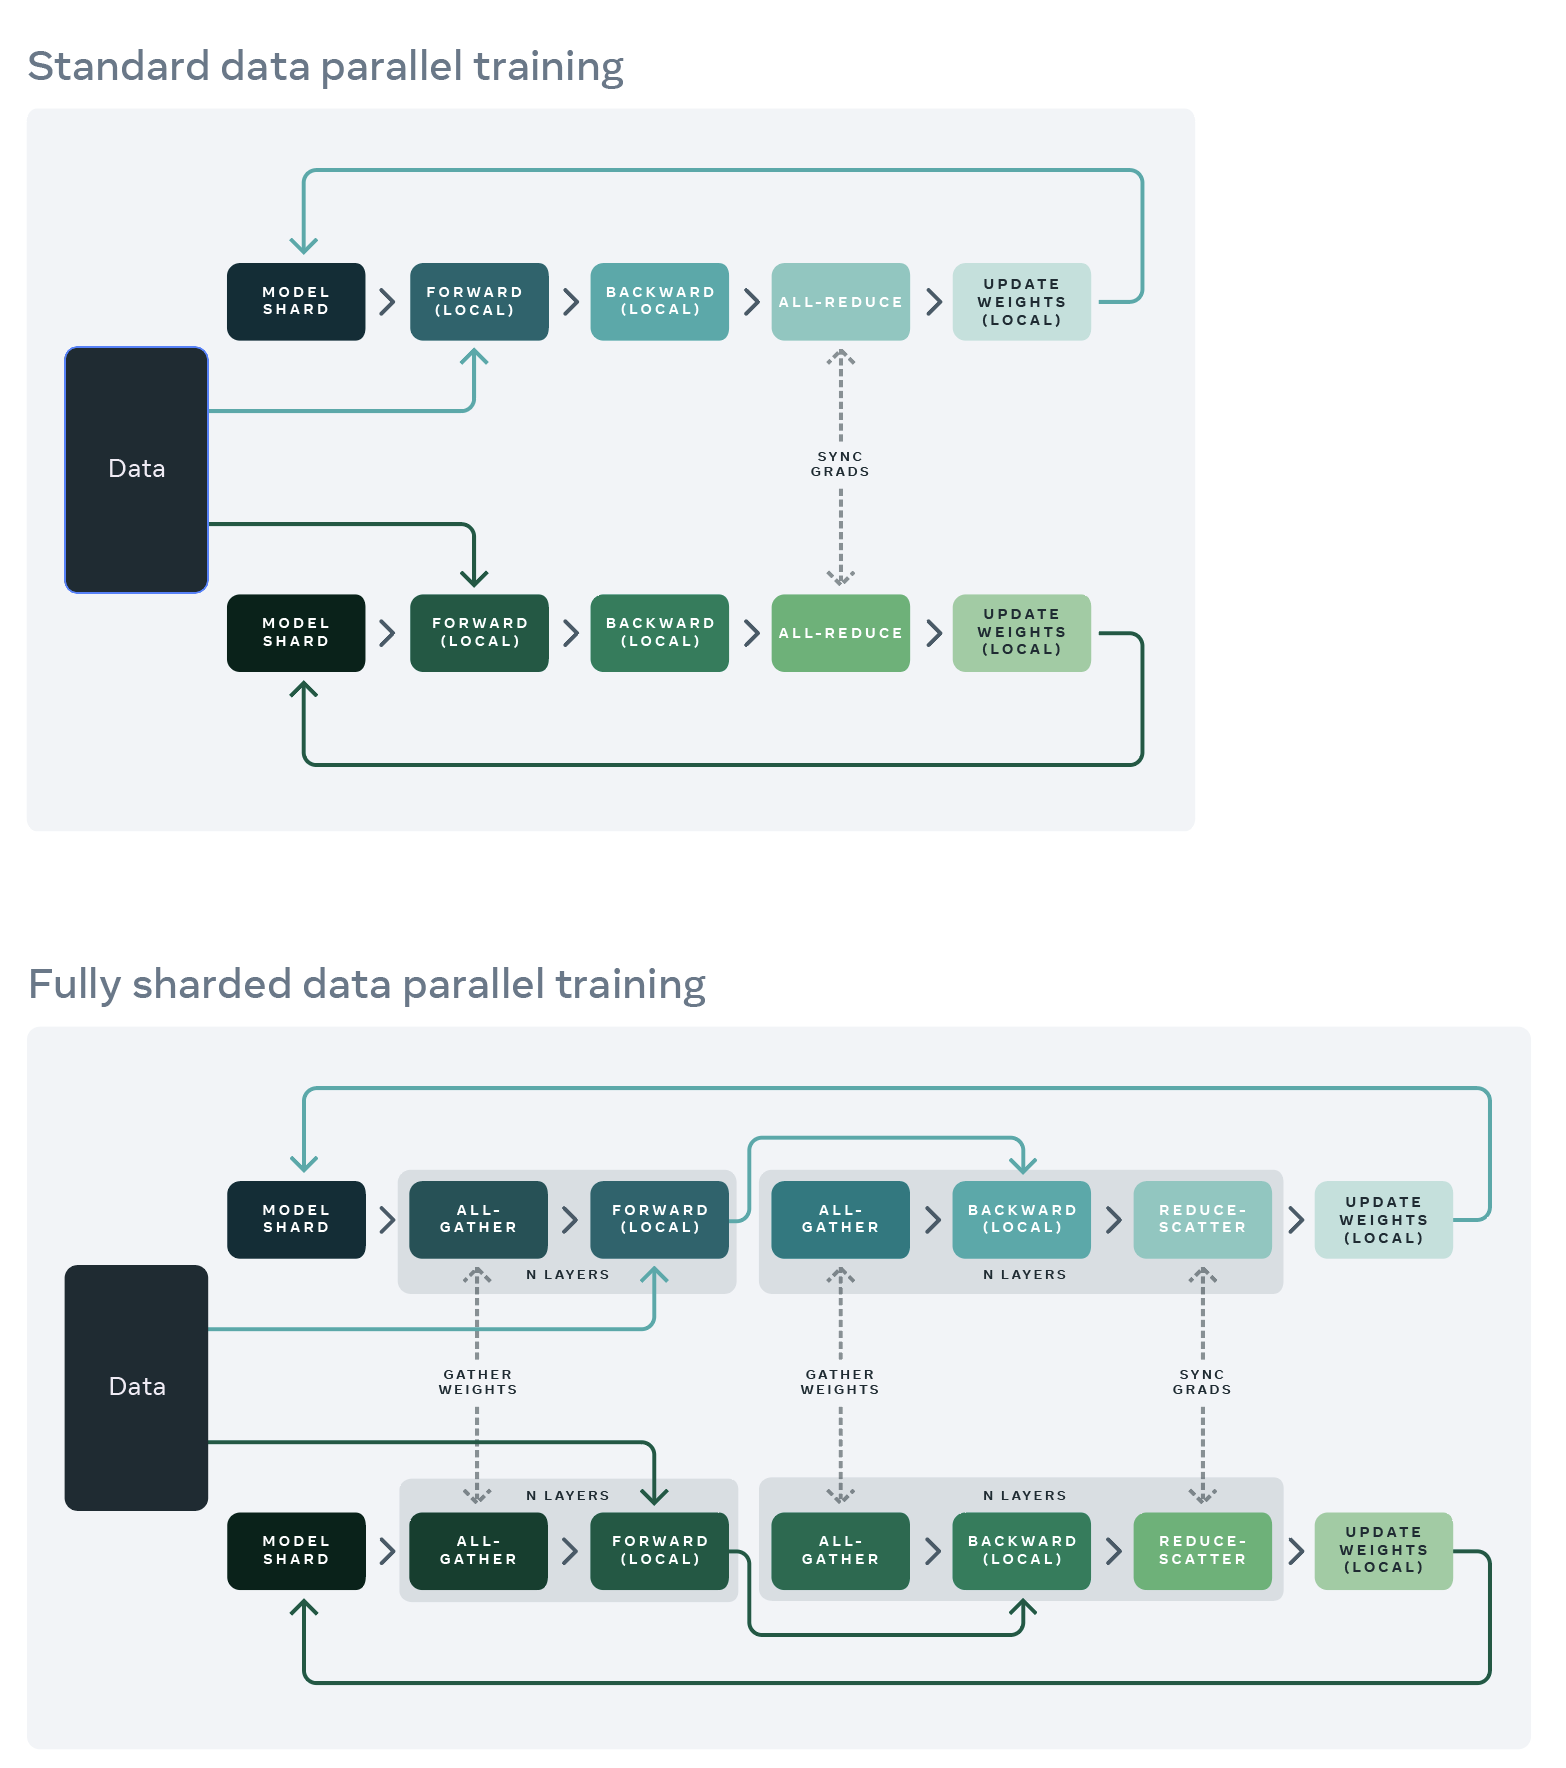 Standard data parallel training
MODEL
SHARD
FORWARD
(LOCAL)
BACKWARD
(LOCAL)
ALL-REDUCE
UPDATE
WEIGHTS
(LOCAL)
Data
SYNC
GRADS
MODEL
SHARD
FORWARD
(LOCAL)
BACKWARD
(LOCAL)
ALL-REDUCE
UPDATE
WEIGHTS
(LOCAL)
Fully sharded data parallel training
MODEL
SHARD
ALL-
GATHER
FORWARD
(LOCAL)
N LAYERS
ALL-
GATHER
BACKWARD
(LOCAL)
REDUCE-
SCATTER
N LAYERS
UPDATE
WEIGHTS
(LOCAL)
Data
GATHER
WEIGHTS
GATHER
WEIGHTS
SYNC
GRADS
MODEL
SHARD
N LAYERS
ALL-
GATHER
FORWARD
(LOCAL)
N LAYERS
ALL-
GATHER
BACKWARD
(LOCAL)
REDUCE-
SCATTER
UPDATE
WEIGHTS
(LOCAL)